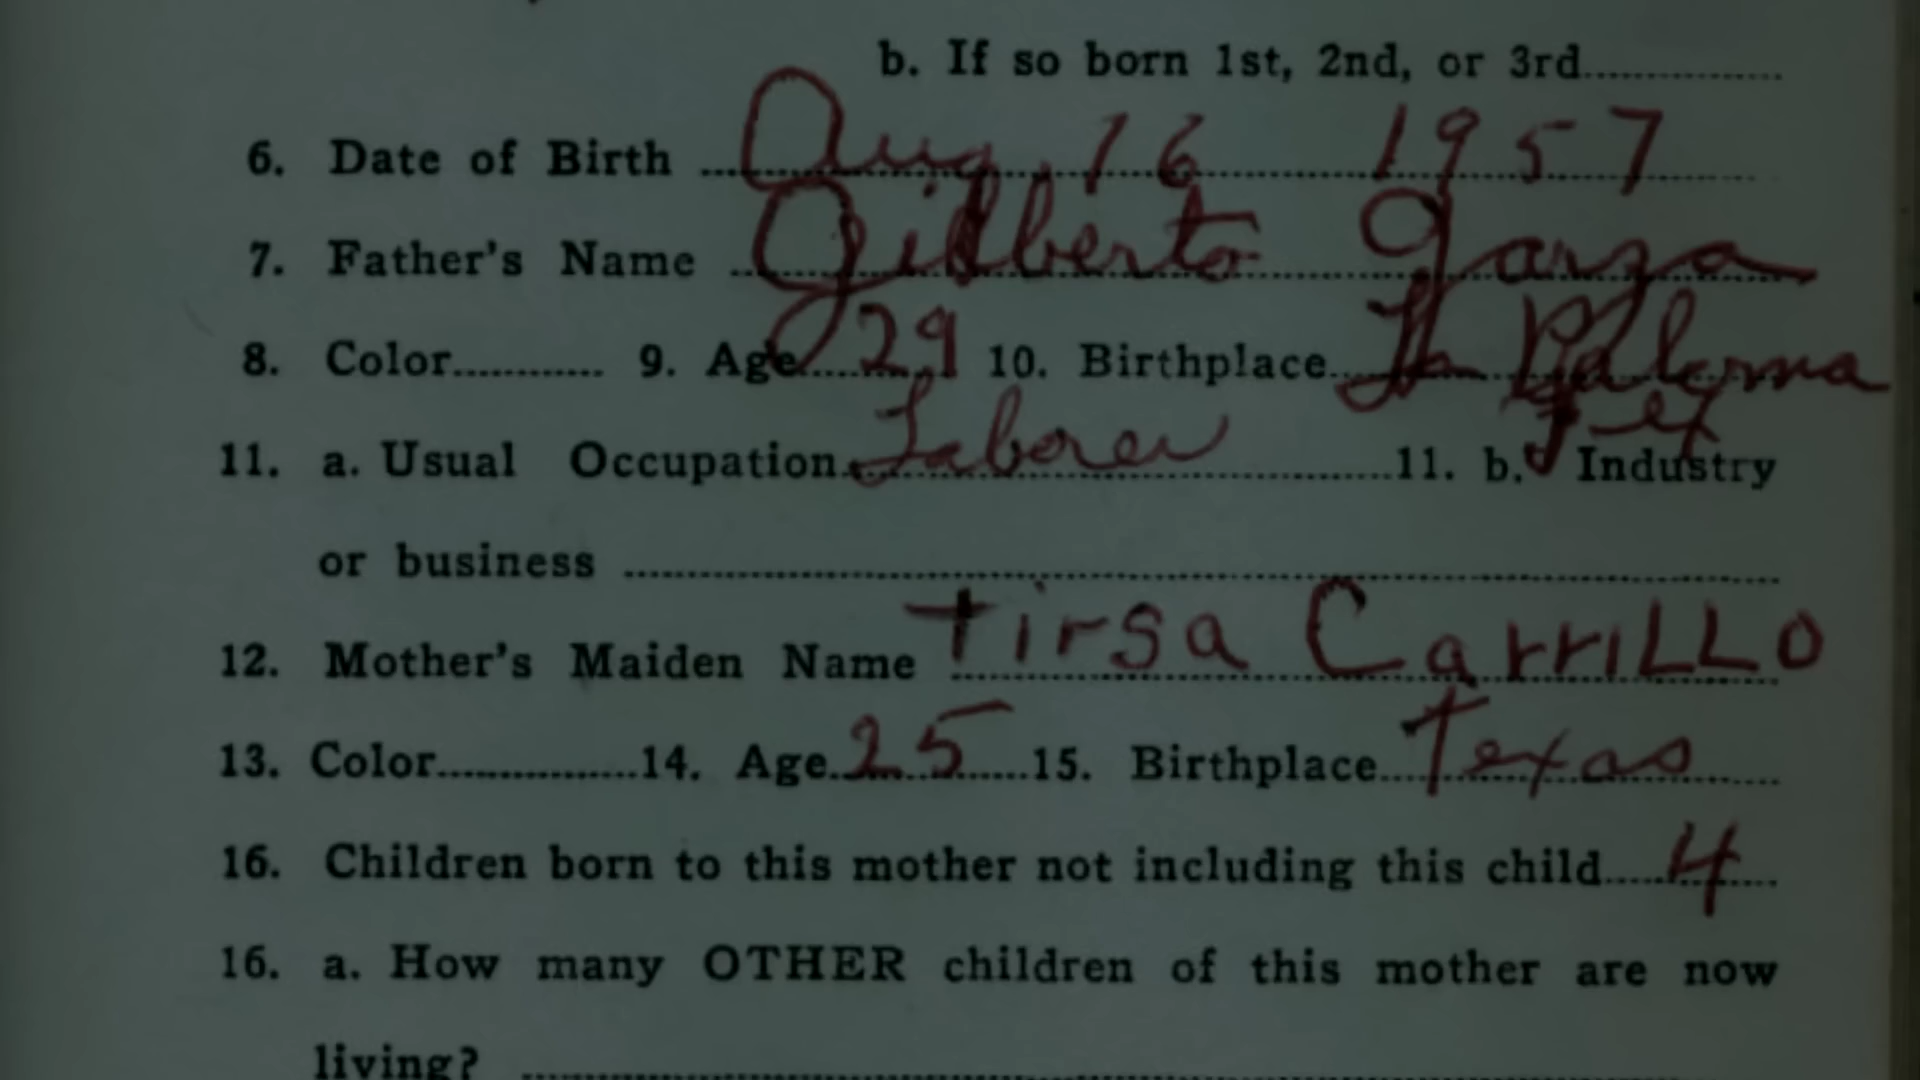 b. If so born 1st, 2nd, or 3rd
6. Date of Birth Aug. 16 1957
7. Father's Name Gilberto Garza
8. Color 9. Age 29 10. Birthplace La Paloma
Tex
11. a. Usual Occupation Laborer 11. b. Industry
or business
12. Mother's Maiden Name Tirsa CarriLLO
13. Color 14. Age 25 15. Birthplace Texas
16. Children born to this mother not including this child 4
16. a. How many OTHER children of this mother are now
living?